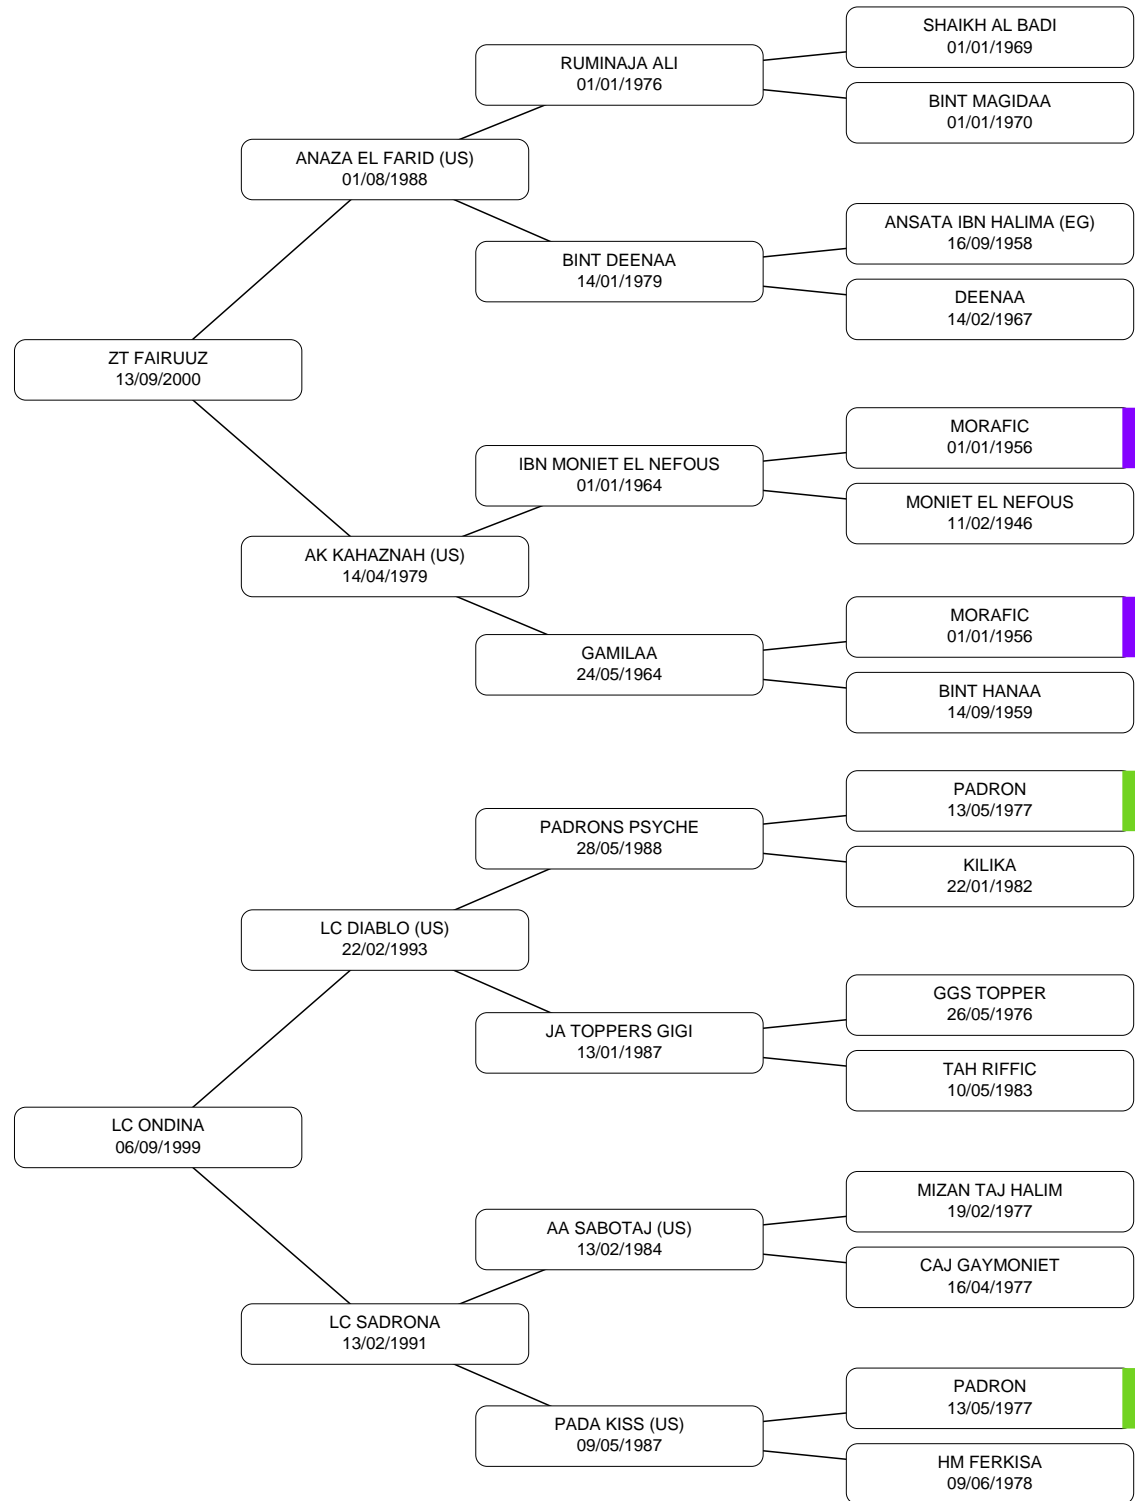 SHAIKH AL BADI
01/01/1969
RUMINAJA ALI
01/01/1976
BINT MAGIDAA
01/01/1970
ANAZA EL FARID (US)
01/08/1988
ANSATA IBN HALIMA (EG)
16/09/1958
BINT DEENAA
14/01/1979
DEENAA
14/02/1967
ZT FAIRUUZ
13/09/2000
MORAFIC
01/01/1956
IBN MONIET EL NEFOUS
01/01/1964
MONIET EL NEFOUS
11/02/1946
AK KAHAZNAH (US)
14/04/1979
MORAFIC
01/01/1956
GAMILAA
24/05/1964
BINT HANAA
14/09/1959
PADRON
13/05/1977
PADRONS PSYCHE
28/05/1988
KILIKA
22/01/1982
LC DIABLO (US)
22/02/1993
GGS TOPPER
26/05/1976
JA TOPPERS GIGI
13/01/1987
TAH RIFFIC
10/05/1983
LC ONDINA
06/09/1999
MIZAN TAJ HALIM
19/02/1977
AA SABOTAJ (US)
13/02/1984
CAJ GAYMONIET
16/04/1977
LC SADRONA
13/02/1991
PADRON
13/05/1977
PADA KISS (US)
09/05/1987
HM FERKISA
09/06/1978